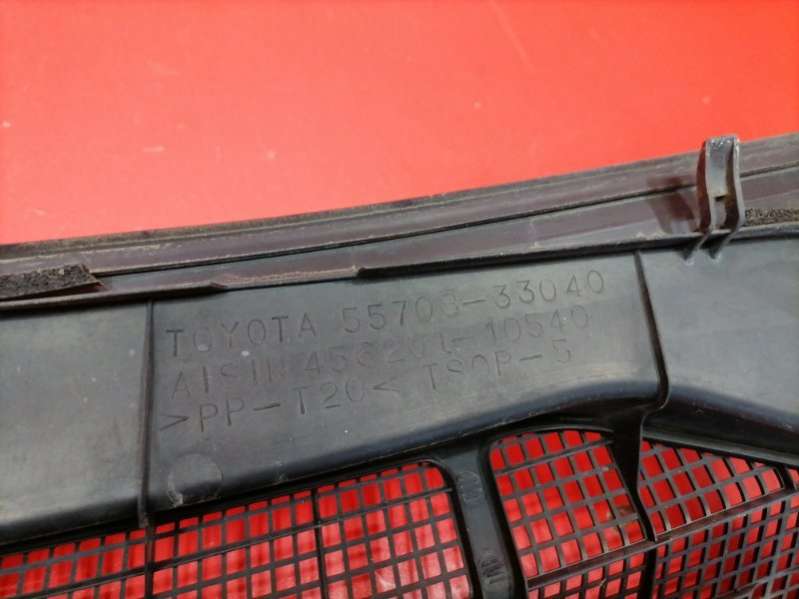 TOYOTA 55708-33040
AISIN 456201-10540
>PP-T20< TSOP-5